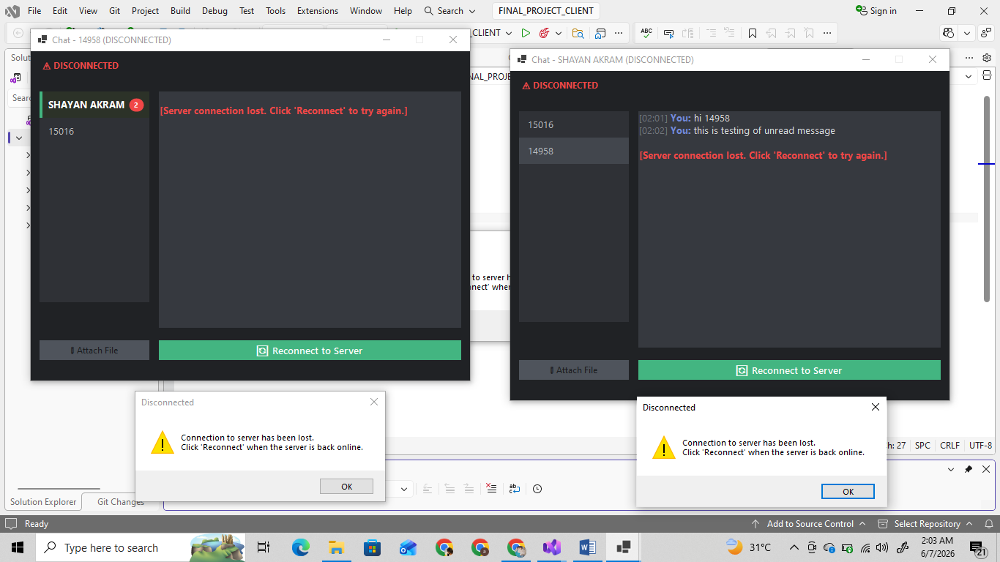 File Edit View Git Project Build Debug Test Tools Extensions Window Help Search FINAL_PROJECT_CLIENT Sign in
CLIENT
Chat - 14958 (DISCONNECTED)
DISCONNECTED
SHAYAN AKRAM 2
15016
[Server connection lost. Click 'Reconnect' to try again.]
Attach File
Reconnect to Server
Chat - SHAYAN AKRAM (DISCONNECTED)
DISCONNECTED
15016
14958
[02:01] You: hi 14958
[02:02] You: this is testing of unread message
[Server connection lost. Click 'Reconnect' to try again.]
Attach File
Reconnect to Server
Disconnected
Connection to server has been lost.
Click 'Reconnect' when the server is back online.
OK
Disconnected
Connection to server has been lost.
Click 'Reconnect' when the server is back online.
OK
SPC CRLF UTF-8
Solution Explorer Git Changes
Ready Add to Source Control Select Repository
Type here to search
31°C
2:03 AM
6/7/2026
21